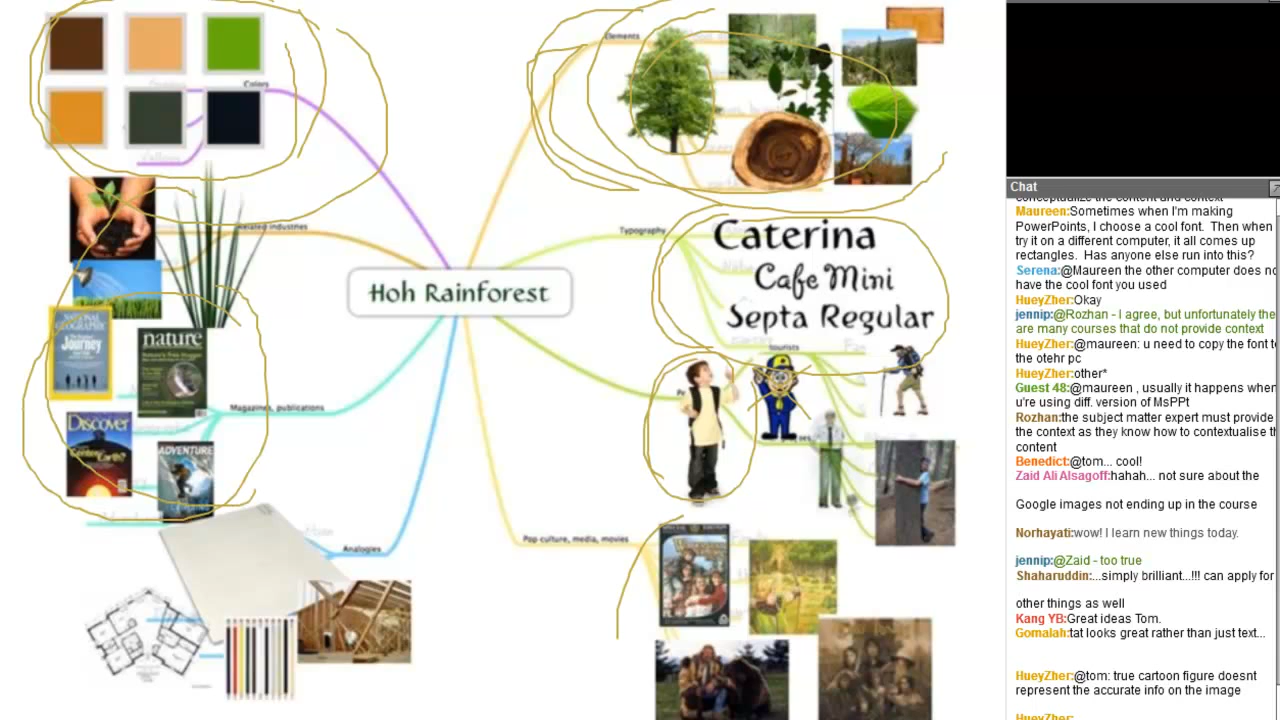 Colors
Elements
Related industries
Typography
Caterina
Cafe Mini
Septa Regular
Hoh Rainforest
tourists
NATIONAL GEOGRAPHIC
Journey
nature
Magazines, publications
Discover
ADVENTURE
Analogies
Pop culture, media, movies
Chat
conceptualize the content and context
Maureen:Sometimes when I'm making
PowerPoints, I choose a cool font. Then when
try it on a different computer, it all comes up
rectangles. Has anyone else run into this?
Serena:@Maureen the other computer does no
have the cool font you used
HueyZher:Okay
jennip:@Rozhan - I agree, but unfortunately the
are many courses that do not provide context
HueyZher:@maureen: u need to copy the font to
the otehr pc
HueyZher:other*
Guest 48:@maureen , usually it happens when
u're using diff. version of MsPPt
Rozhan:the subject matter expert must provide
the context as they know how to contextualise th
content
Benedict:@tom... cool!
Zaid Ali Alsagoff:hahah... not sure about the
Google images not ending up in the course
Norhayati:wow! I learn new things today.
jennip:@Zaid - too true
Shaharuddin:...simply brilliant...!!! can apply for
other things as well
Kang YB:Great ideas Tom.
Gomalah:tat looks great rather than just text...
HueyZher:@tom: true cartoon figure doesnt
represent the accurate info on the image
HueyZher: